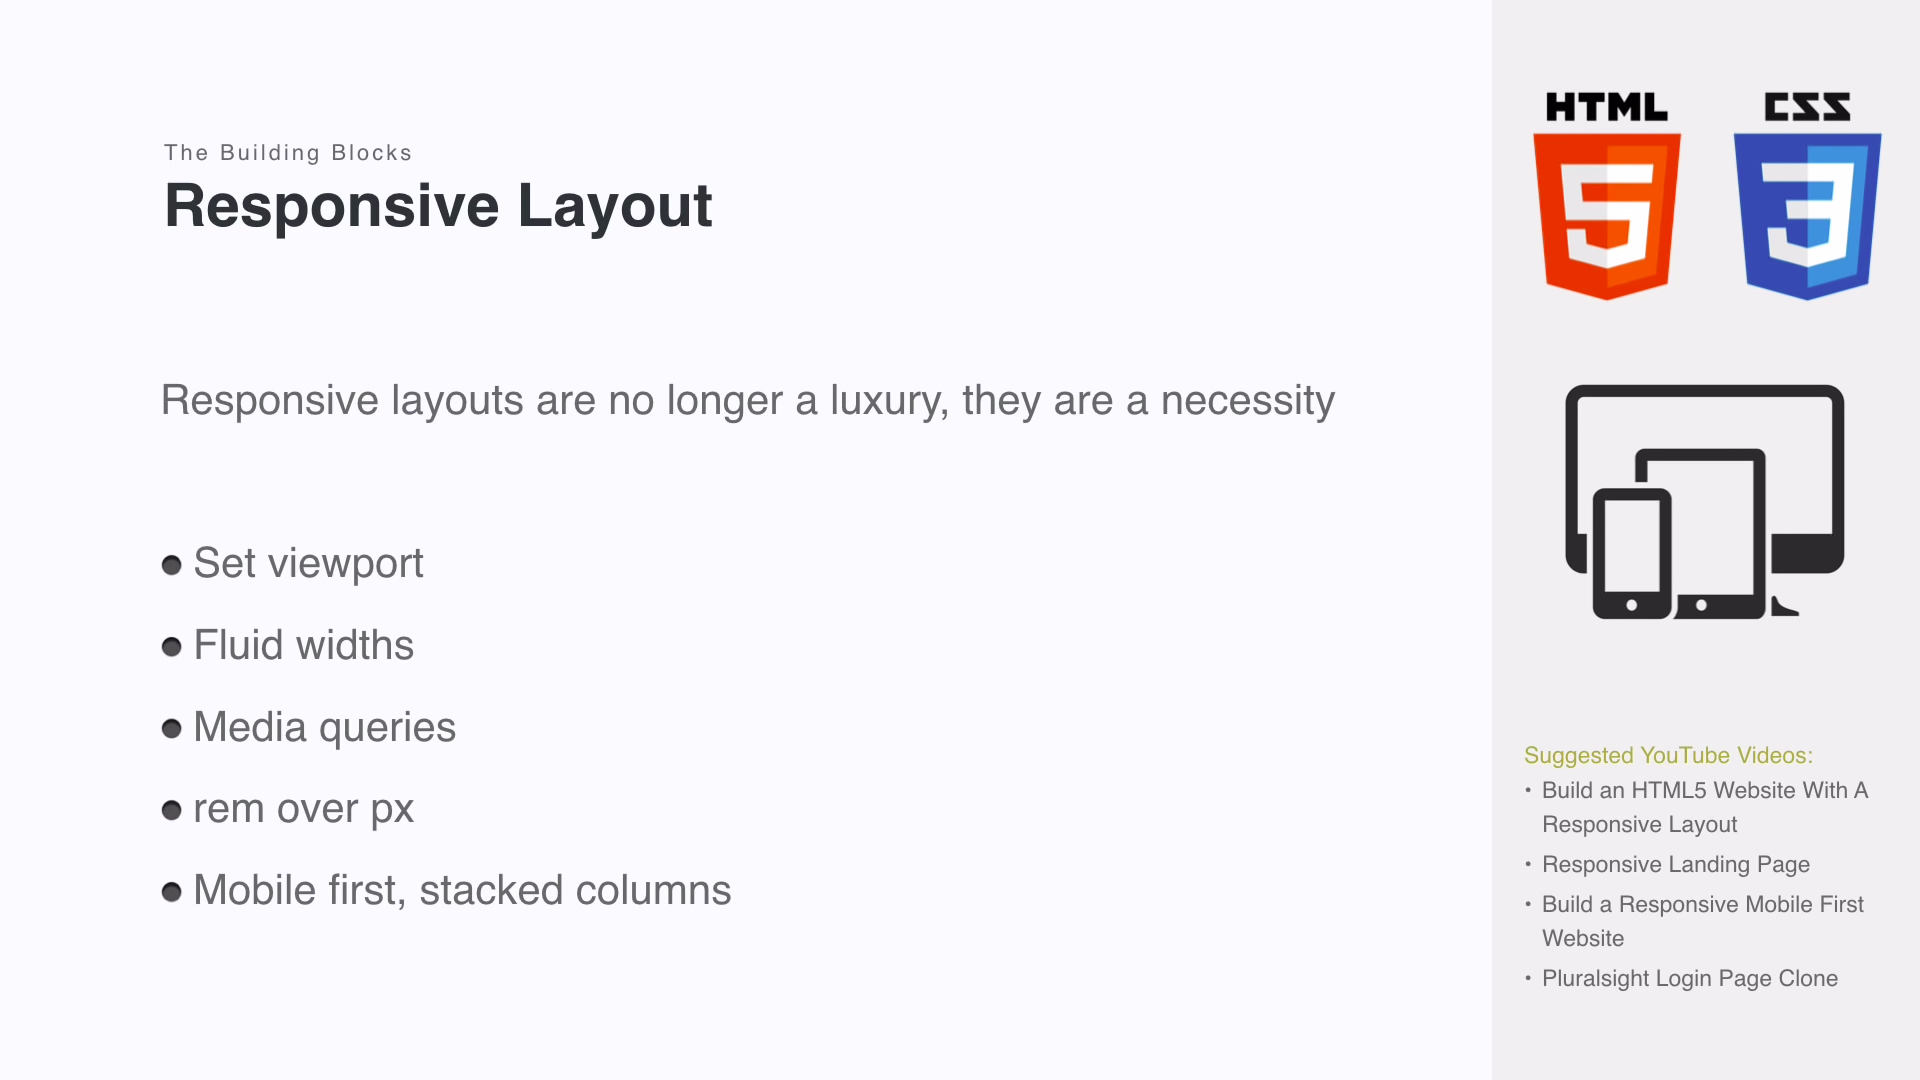 The Building Blocks
Responsive Layout
Responsive layouts are no longer a luxury, they are a necessity
• Set viewport
• Fluid widths
• Media queries
• rem over px
• Mobile first, stacked columns
HTML
5
CSS
3
Suggested YouTube Videos:
• Build an HTML5 Website With A
Responsive Layout
• Responsive Landing Page
• Build a Responsive Mobile First
Website
• Pluralsight Login Page Clone